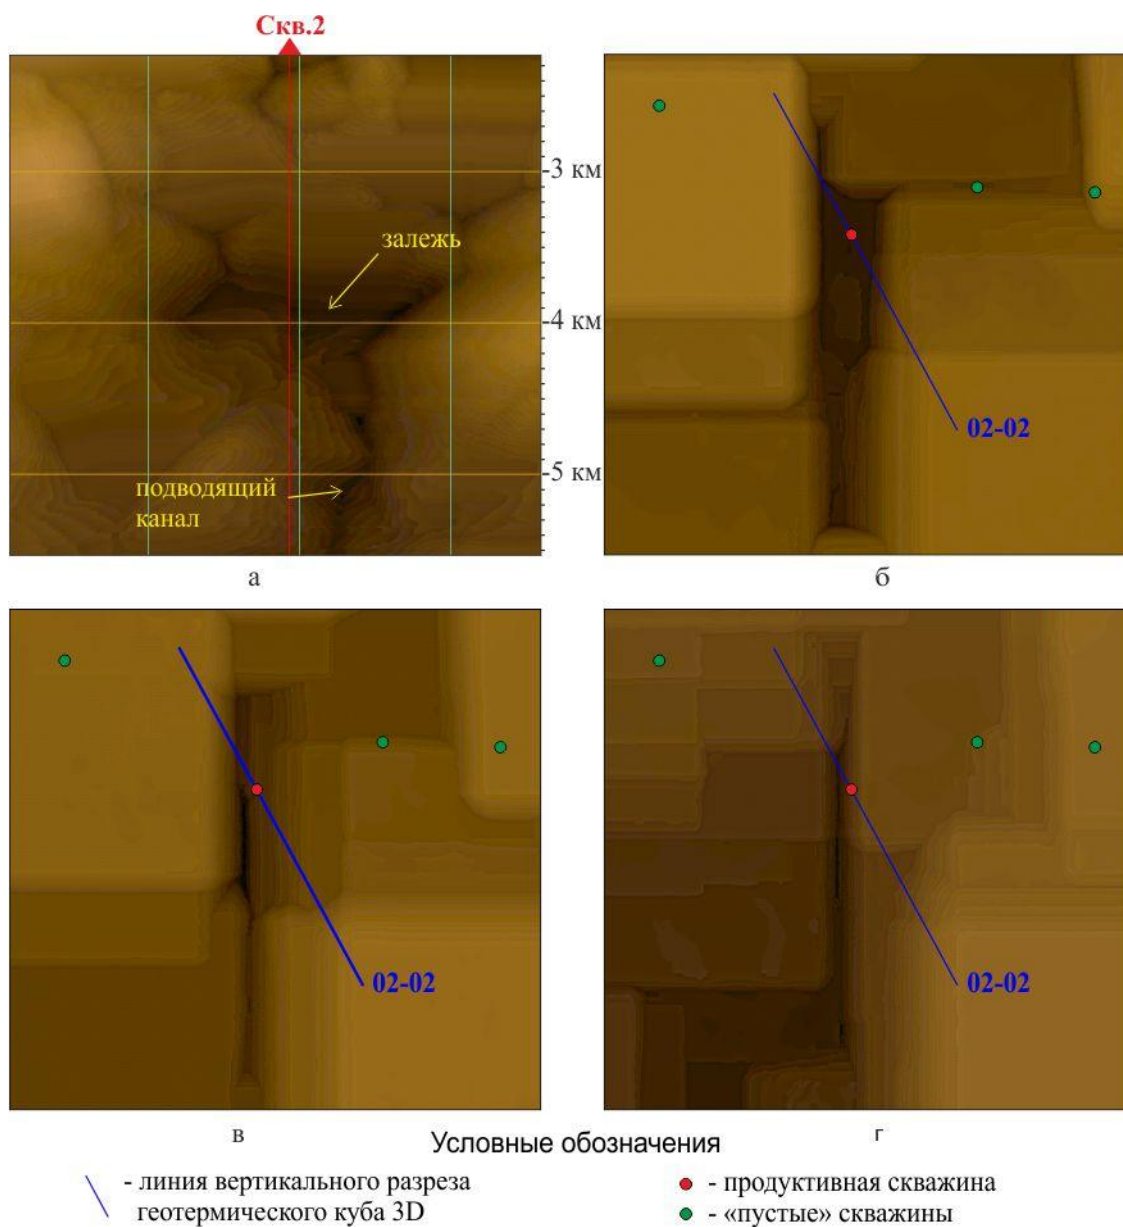 Скв.2
-3 км
залежь
-4 км
-5 км
подводящий
канал
а
02-02
б
02-02
в
02-02
г
Условные обозначения
- линия вертикального разреза
геотермического куба 3D
- продуктивная скважина
- «пустые» скважины